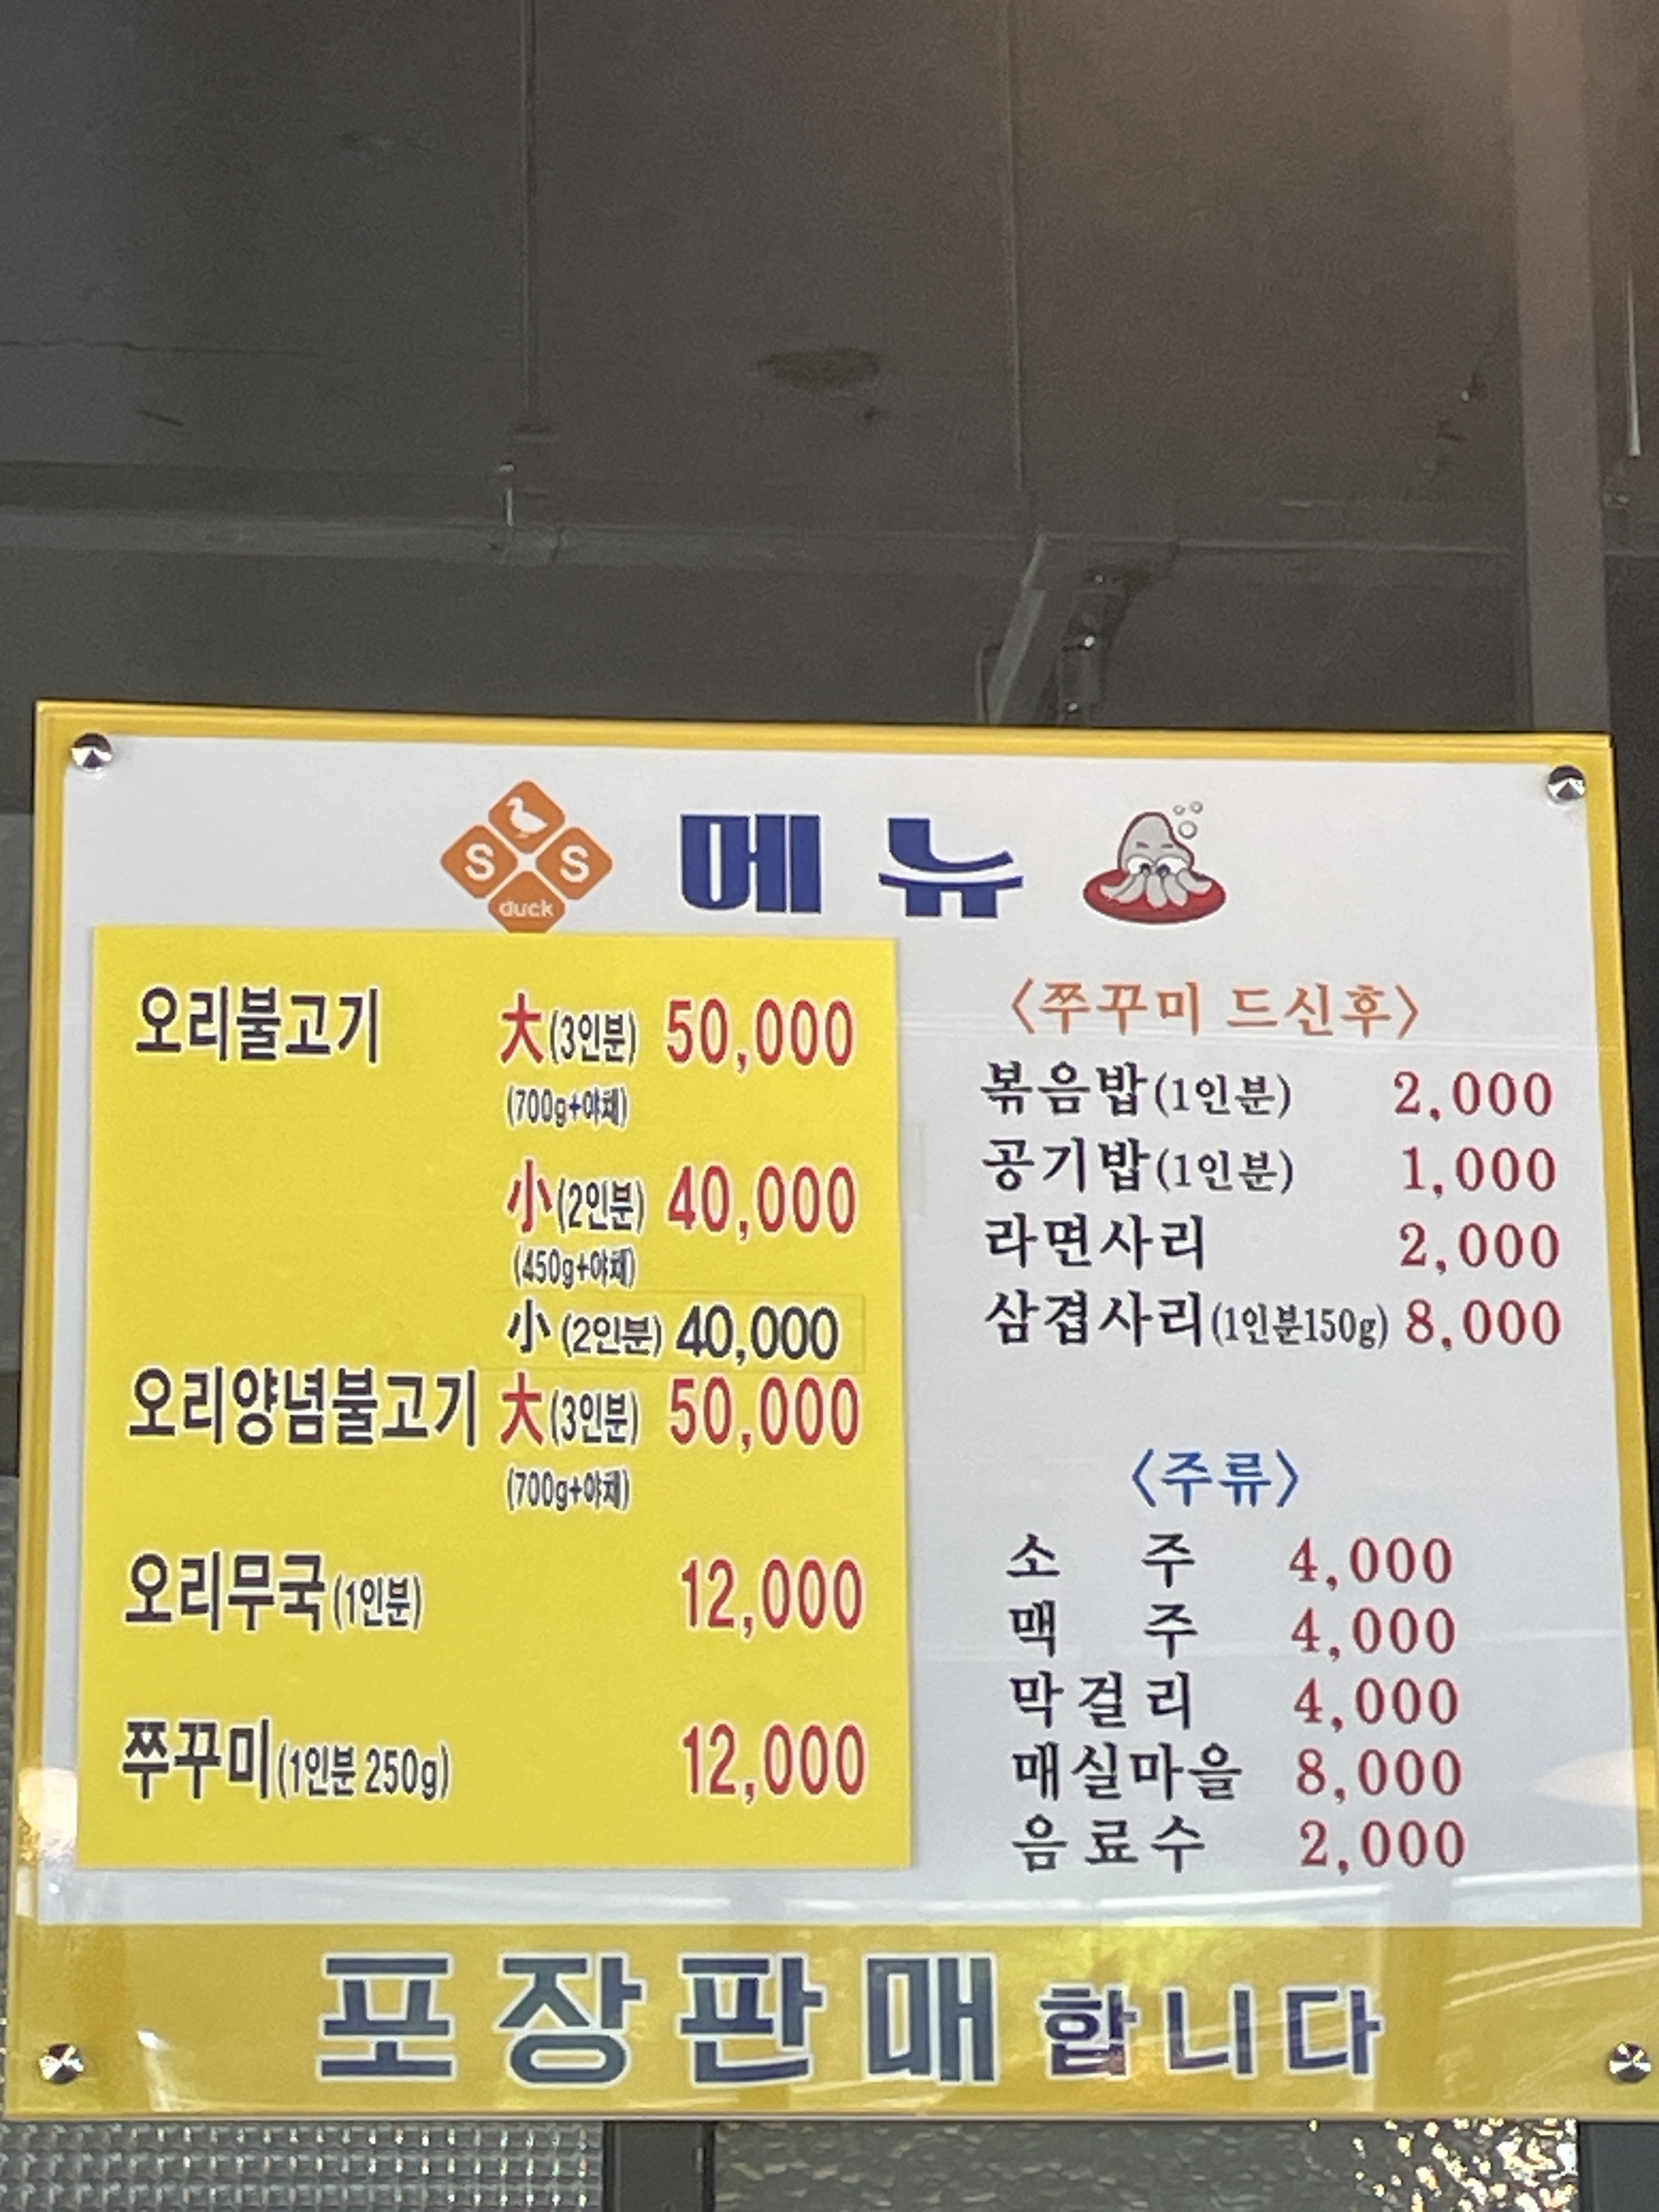 S S
duck
메뉴
오리불고기 大(3인분) 50,000
(700g+야채)
小(2인분) 40,000
(450g+야채)
小 (2인분) 40,000
오리양념불고기 大(3인분) 50,000
(700g+야채)
오리무국(1인분) 12,000
쭈꾸미(1인분 250g) 12,000
〈쭈꾸미 드신후〉
볶음밥(1인분) 2,000
공기밥(1인분) 1,000
라면사리 2,000
삼겹사리(1인분150g) 8,000
〈주류〉
소 주 4,000
맥 주 4,000
막걸리 4,000
매실마을 8,000
음료수 2,000
포장판매합니다